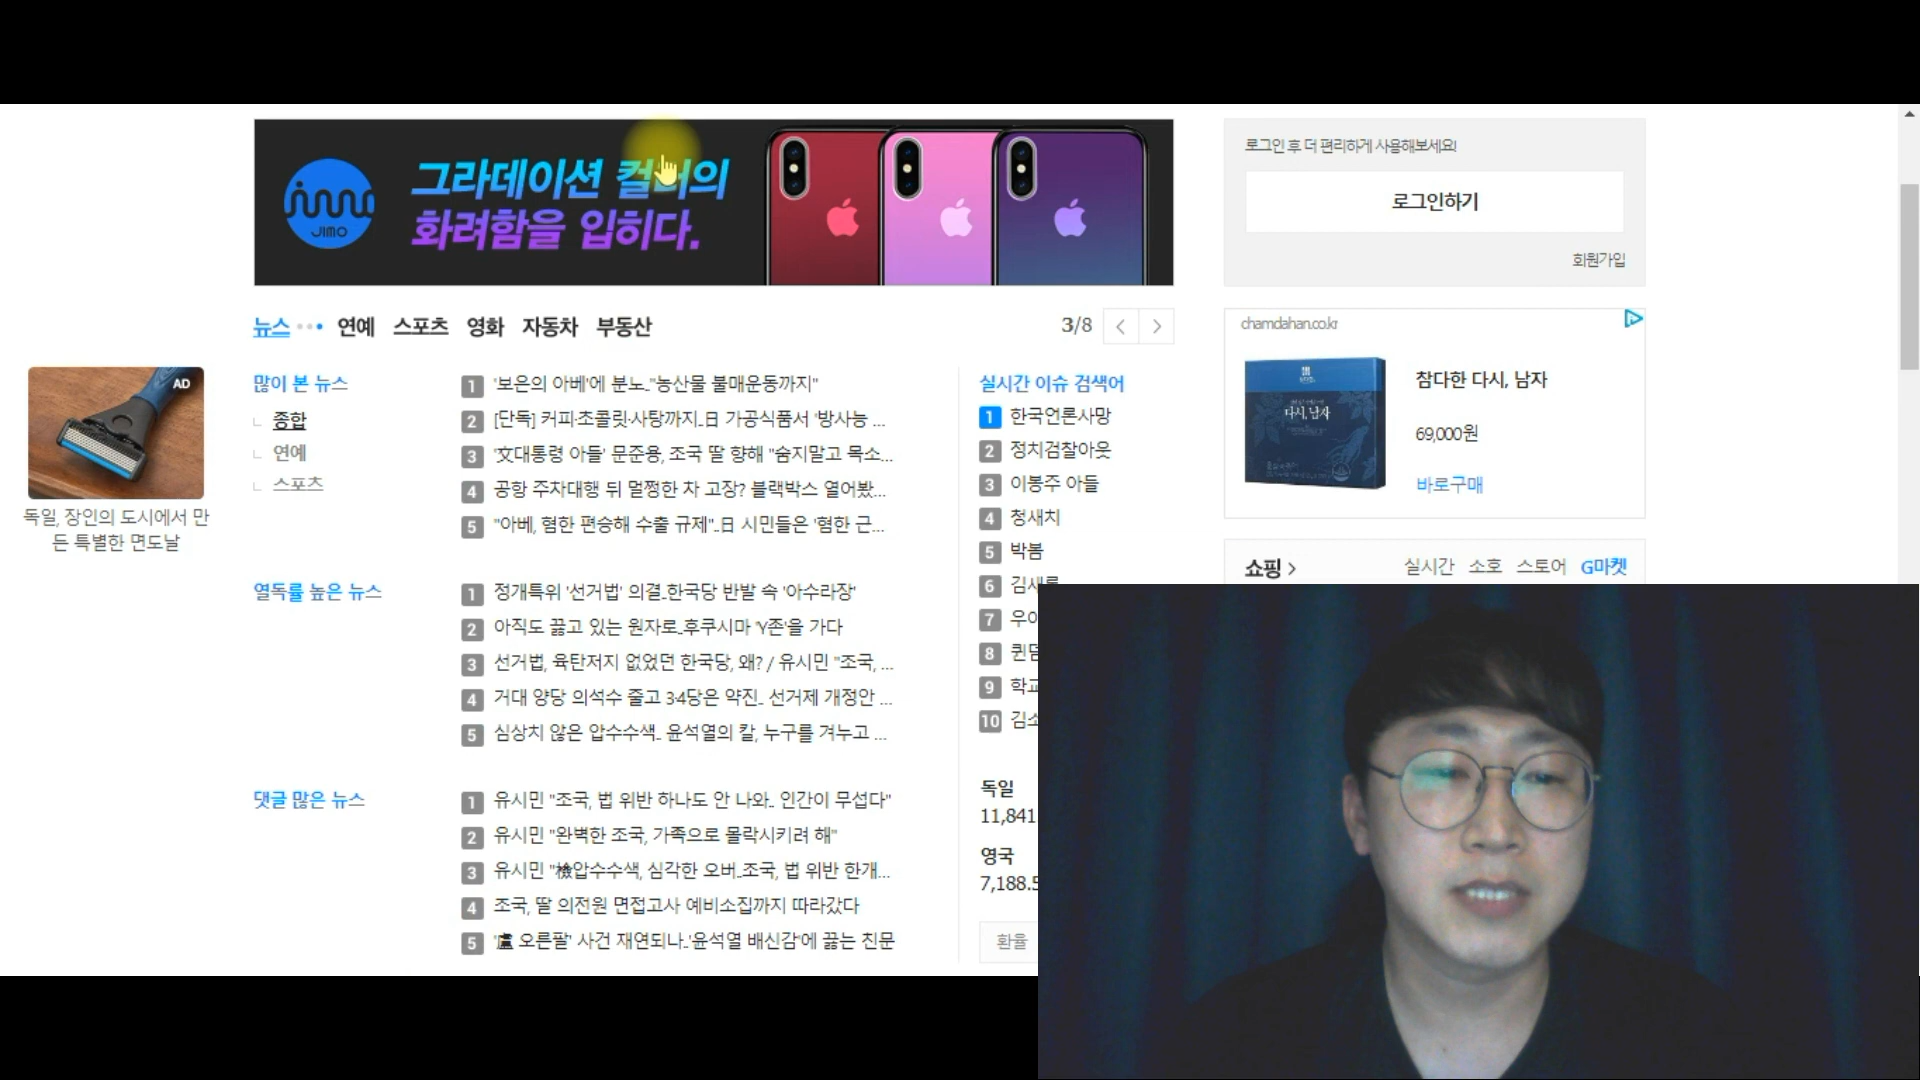 JIMO
그라데이션 컬러의
화려함을 입히다.
로그인 후 더 편리하게 사용해보세요!
로그인하기
회원가입
뉴스 연예 스포츠 영화 자동차 부동산
3/8
AD
독일, 장인의 도시에서 만
든 특별한 면도날
많이 본 뉴스
종합
연예
스포츠
1 '보은의 아베'에 분노.."농산물 불매운동까지"
2 [단독] 커피·초콜릿·사탕까지..日 가공식품서 '방사능 ...
3 '文대통령 아들' 문준용, 조국 딸 향해 "숨지말고 목소...
4 공항 주차대행 뒤 멀쩡한 차 고장? 블랙박스 열어봤...
5 "아베, 혐한 편승해 수출 규제"..日 시민들은 '혐한 근...
열독률 높은 뉴스
1 정개특위 '선거법' 의결..한국당 반발 속 '아수라장'
2 아직도 끓고 있는 원자로..후쿠시마 'Y존'을 가다
3 선거법, 육탄저지 없었던 한국당, 왜? / 유시민 "조국, ...
4 거대 양당 의석수 줄고 3·4당은 약진.. 선거제 개정안 ...
5 심상치 않은 압수수색.. 윤석열의 칼, 누구를 겨누고 ...
댓글 많은 뉴스
1 유시민 "조국, 법 위반 하나도 안 나와.. 인간이 무섭다"
2 유시민 "완벽한 조국, 가족으로 몰락시키려 해"
3 유시민 "檢압수수색, 심각한 오버..조국, 법 위반 한개...
4 조국, 딸 의전원 면접고사 예비소집까지 따라갔다
5 '盧 오른팔' 사건 재연되나..'윤석열 배신감'에 끓는 친문
실시간 이슈 검색어
1 한국언론사망
2 정치검찰아웃
3 이봉주 아들
4 청새치
5 박봄
6 김새론
7 우
8 퀸덤
9 학교
10 김소
독일
11,841.
영국
7,188.5
환율
chamdahan.co.kr
다시, 남자
참다한 다시, 남자
69,000원
바로구매
쇼핑 > 실시간 소호 스토어 G마켓